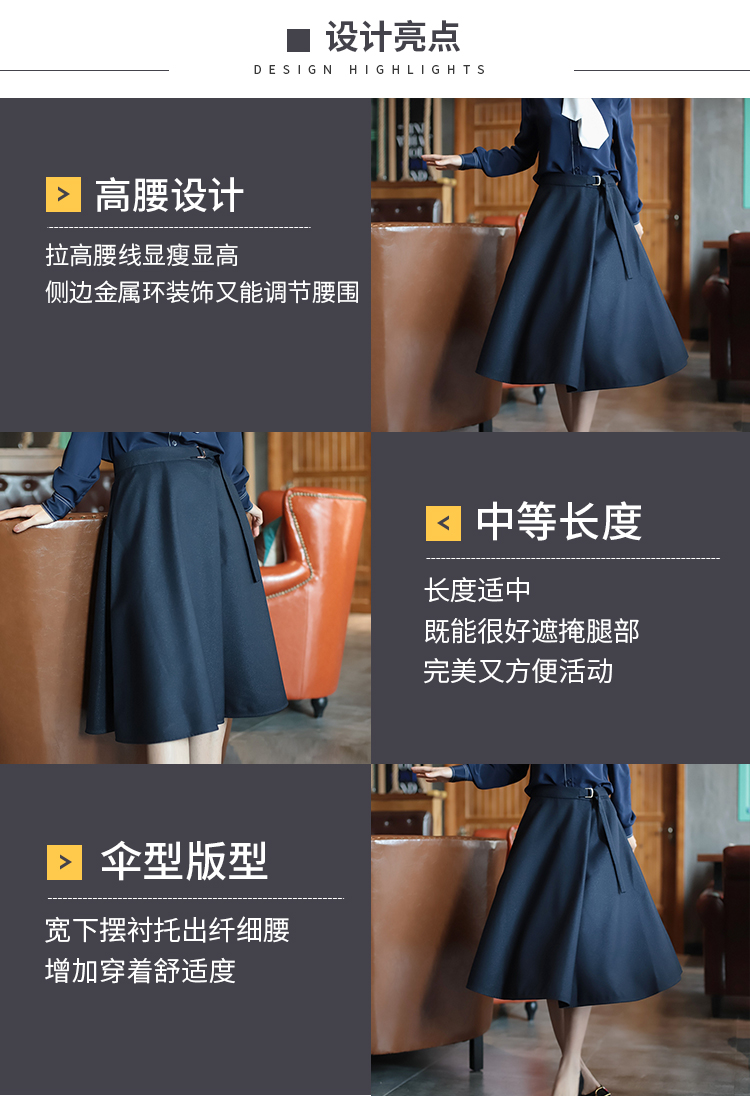 设计亮点
DESIGN HIGHLIGHTS
高腰设计
拉高腰线显瘦显高
侧边金属环装饰又能调节腰围
中等长度
长度适中
既能很好遮掩腿部
完美又方便活动
伞型版型
宽下摆衬托出纤细腰
增加穿着舒适度